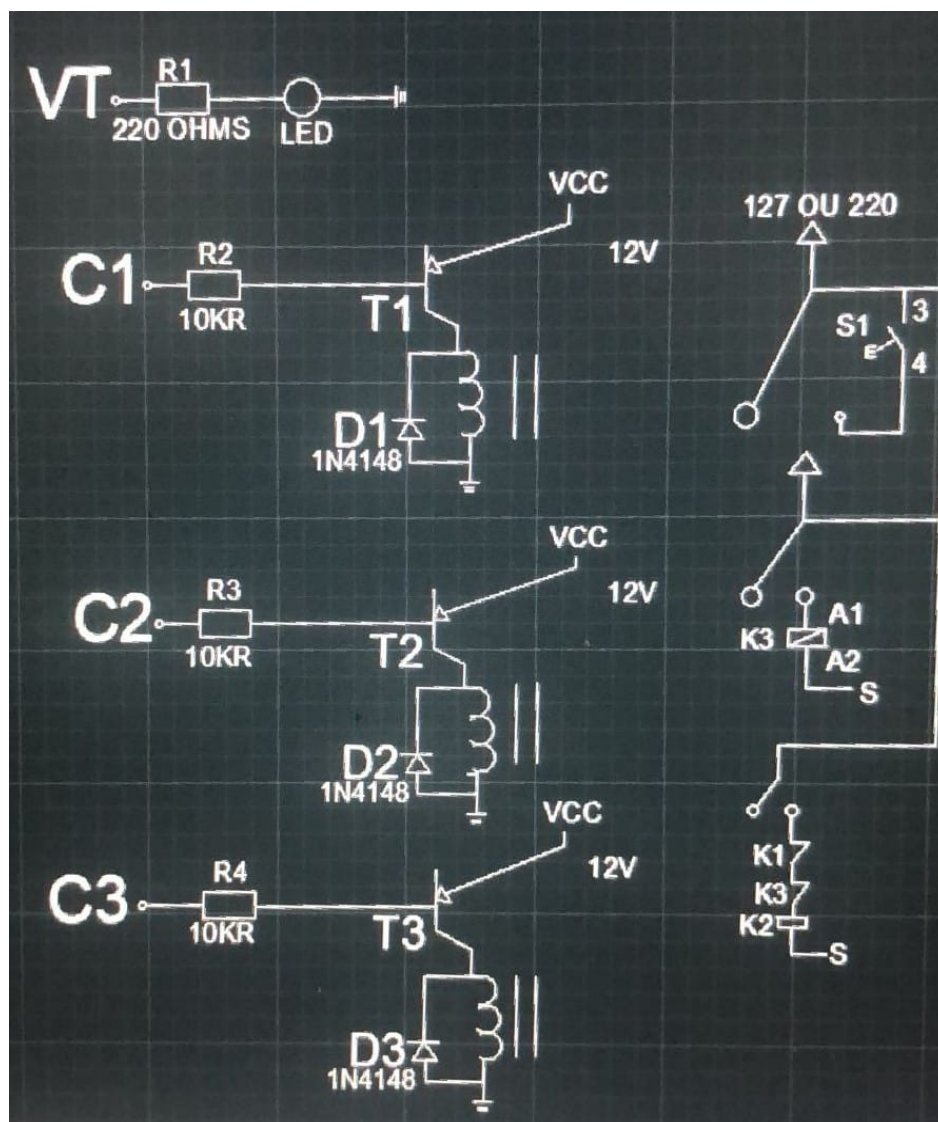 VT
R1
220 OHMS
LED
VCC
12V
C1
R2
10KR
T1
D1
1N4148
127 OU 220
S1
3
E
4
VCC
12V
C2
R3
10KR
T2
D2
1N4148
K3
A1
A2
S
VCC
12V
C3
R4
10KR
T3
D3
1N4148
K1
K3
K2
S